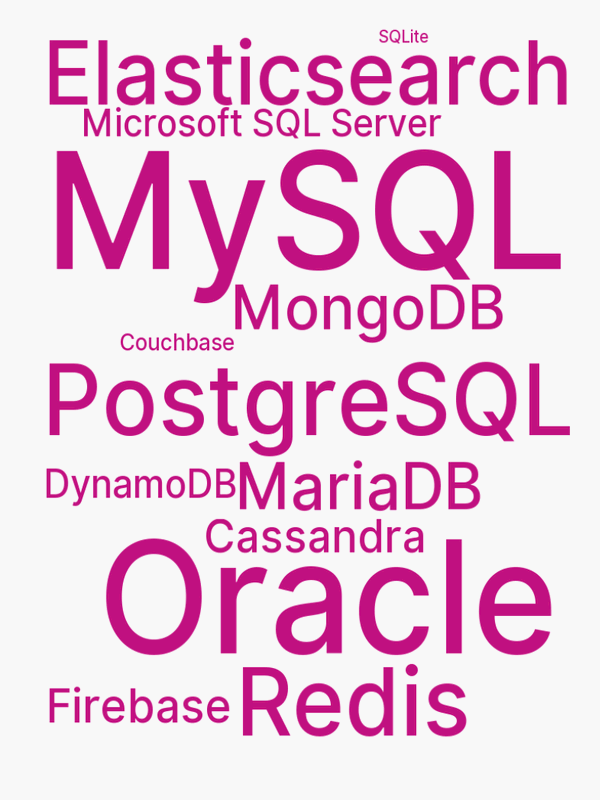 SQLite
Elasticsearch
Microsoft SQL Server
MySQL
MongoDB
Couchbase
PostgreSQL
DynamoDB MariaDB
Cassandra
Oracle
Firebase Redis